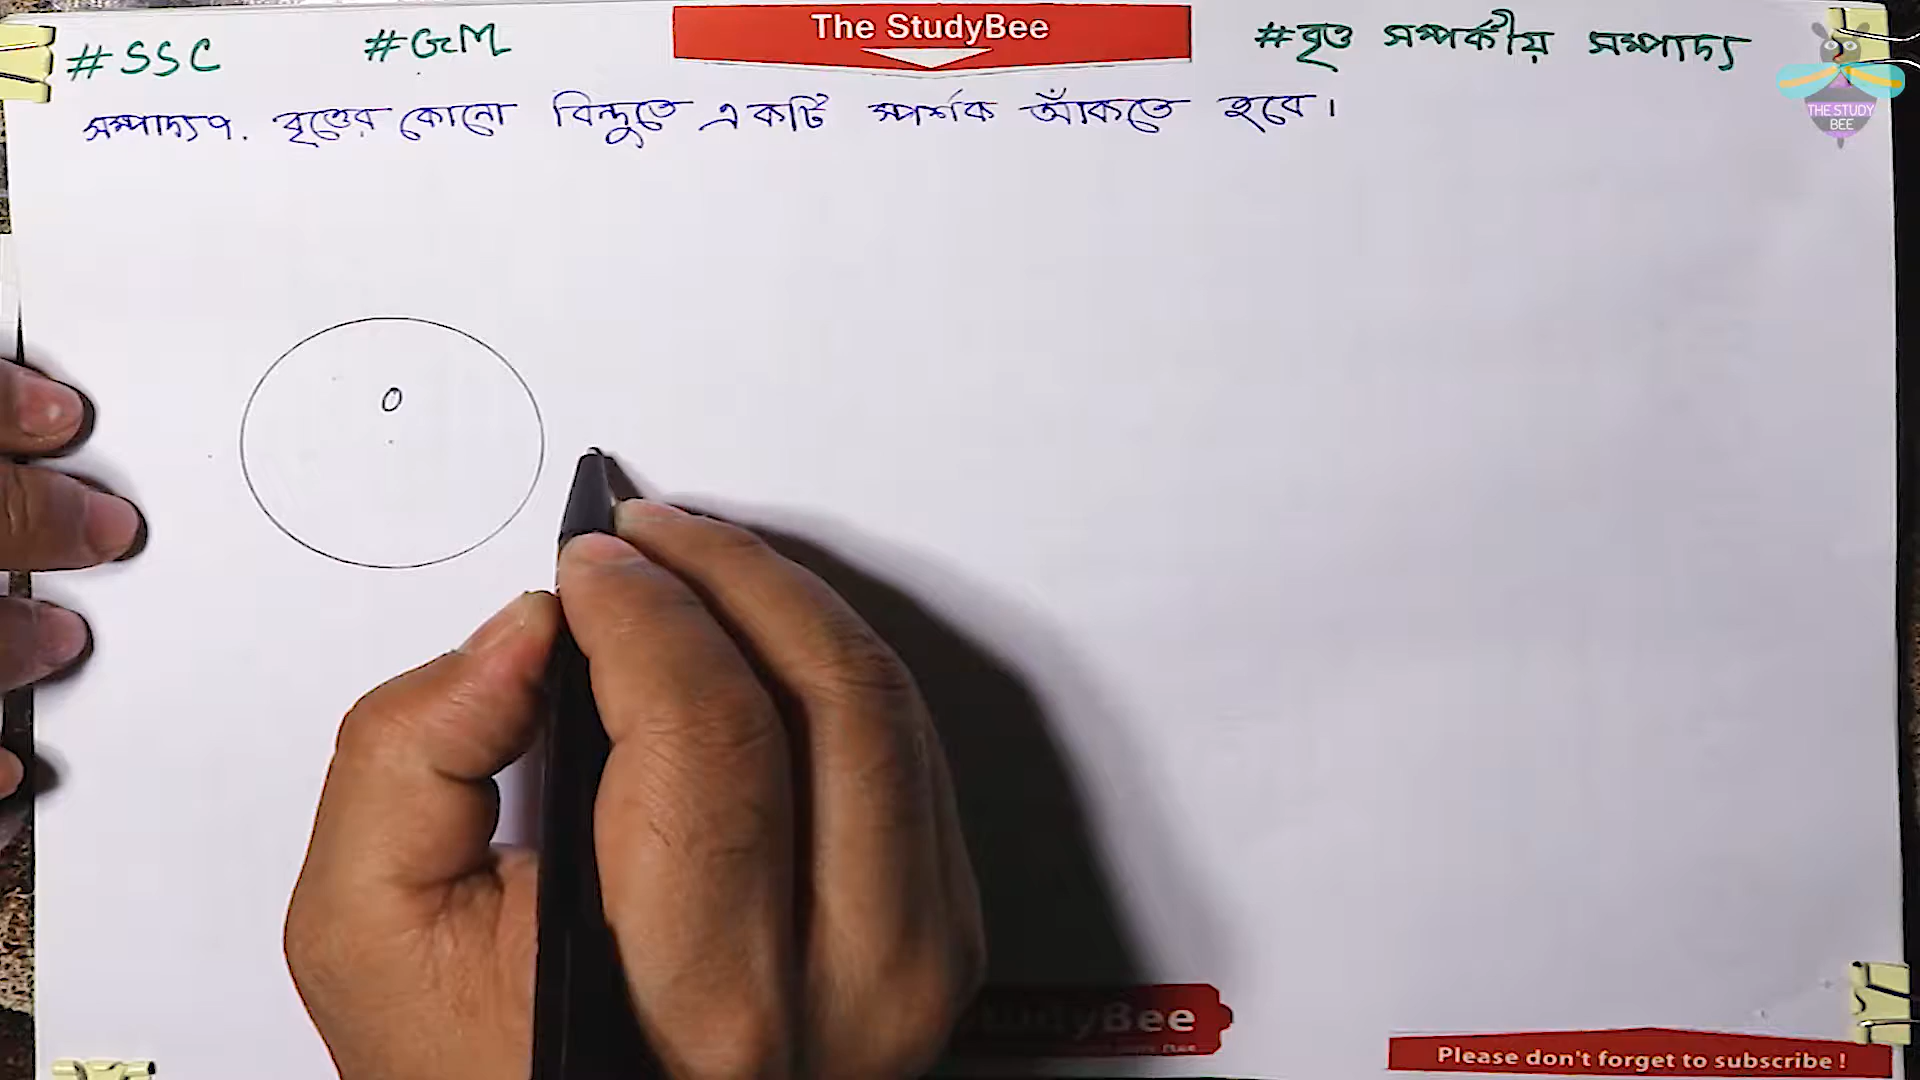 #SSC #GM The StudyBee #বৃত্ত সম্পর্কীয় সম্পাদ্য
THE STUDY
BEE
সম্পাদ্য ৭. বৃত্তের কোনো বিন্দুতে একটি স্পর্শক আঁকতে হবে।
O
Please don't forget to subscribe !